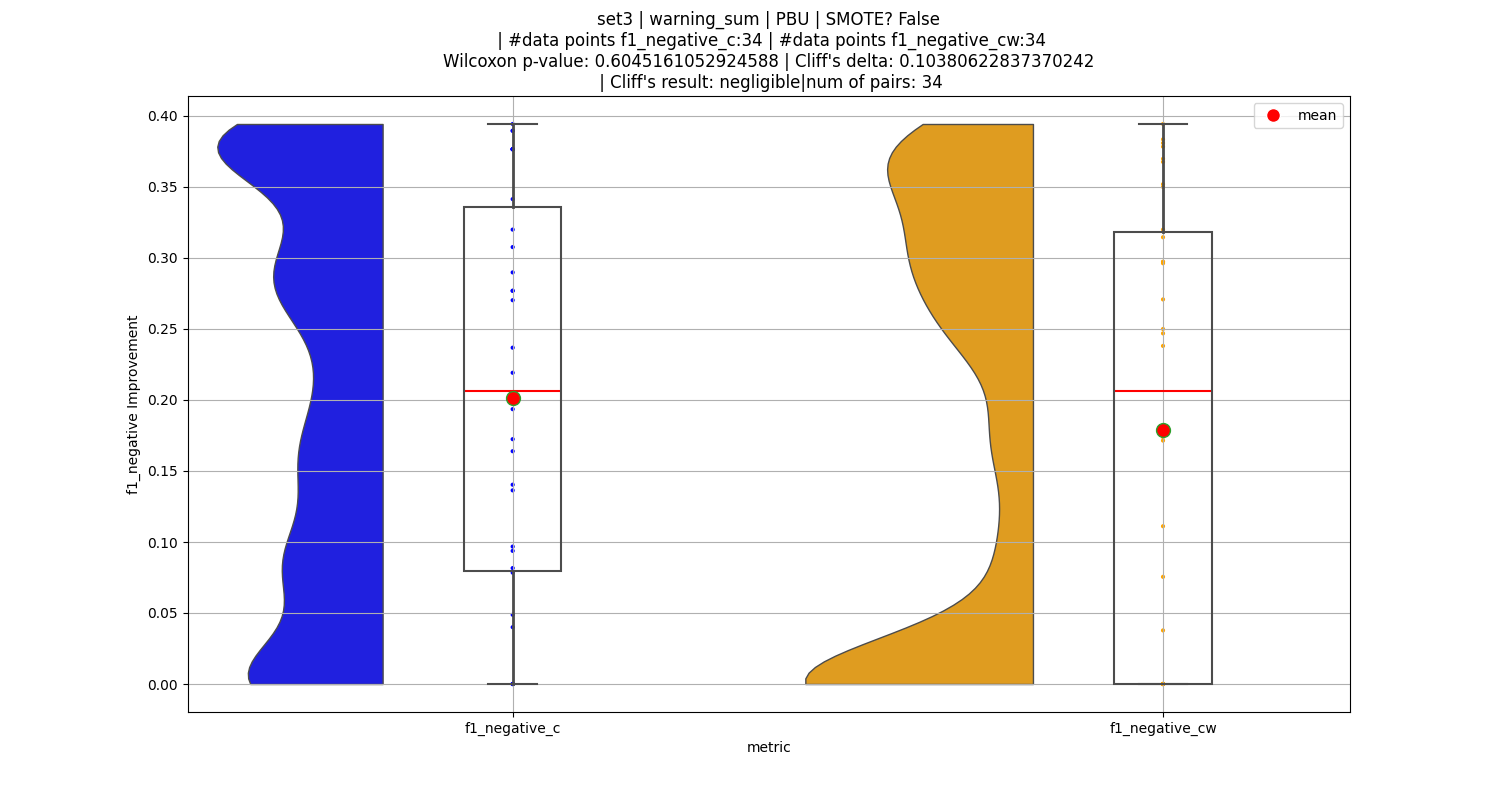 set3 | warning_sum | PBU | SMOTE? False
| #data points f1_negative_c:34 | #data points f1_negative_cw:34
Wilcoxon p-value: 0.6045161052924588 | Cliff's delta: 0.10380622837370242
| Cliff's result: negligible|num of pairs: 34
mean
0.40
0.35
0.30
0.25
0.20
0.15
0.10
0.05
0.00
f1_negative Improvement
f1_negative_c
f1_negative_cw
metric